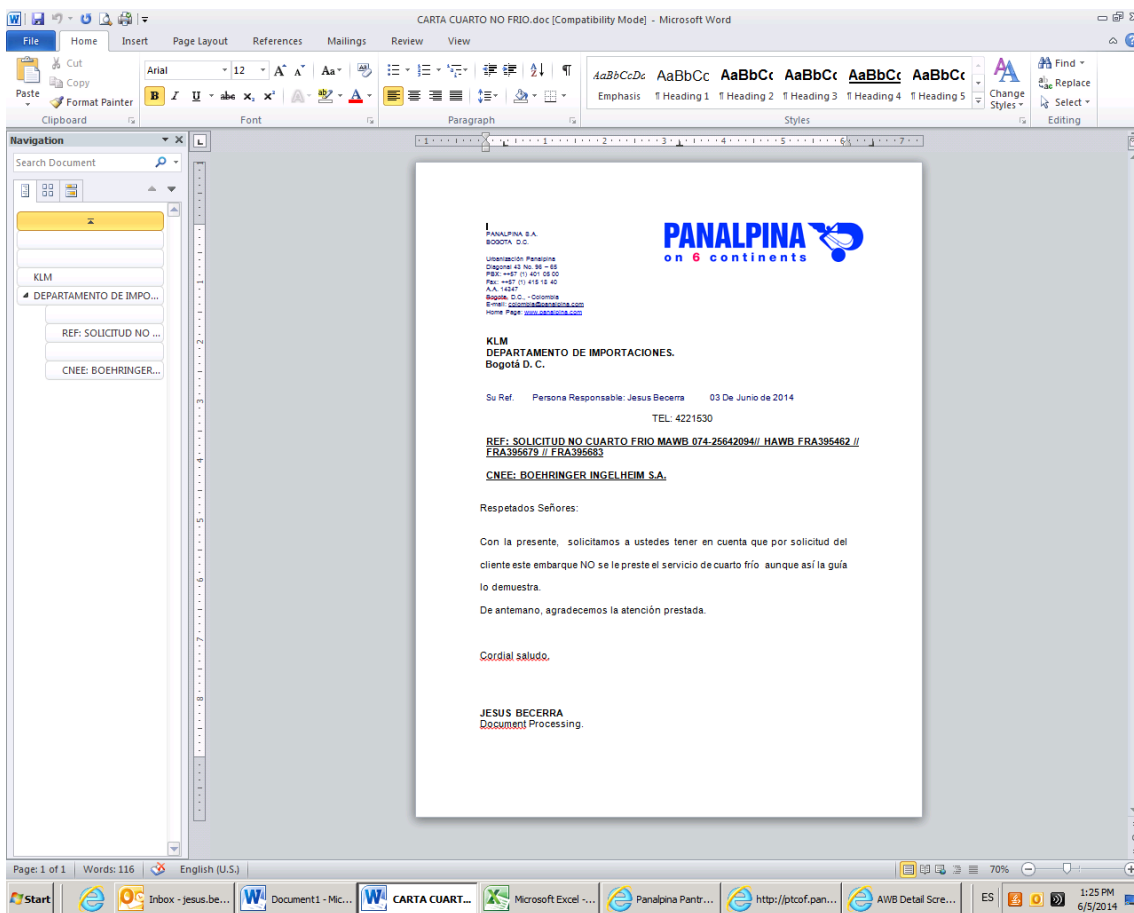 CARTA CUARTO NO FRIO.doc [Compatibility Mode] - Microsoft Word
File Home Insert Page Layout References Mailings Review View
Paste
Cut
Copy
Format Painter
Clipboard
Arial 12
Font
Paragraph
AaBbCcDc AaBbCc AaBbCc AaBbCc AaBbCc AaBbCc
Emphasis ¶ Heading 1 ¶ Heading 2 ¶ Heading 3 ¶ Heading 4 ¶ Heading 5
Styles
Change Styles
Find
Replace
Select
Editing
Navigation
Search Document
KLM
DEPARTAMENTO DE IMPO...
REF: SOLICITUD NO ...
CNEE: BOEHRINGER...
PANALPINA S.A.
BOGOTA D.C.
Urbanización Panalpina
Diagonal 43 No. 96 – 65
PBX: ++57 (1) 401 05 00
Fax: ++57 (1) 415 18 40
A.A. 14347
Bogotá, D.C., - Colombia
E-mail: colombia@panalpina.com
Home Page: www.panalpina.com
PANALPINA
on 6 continents
KLM
DEPARTAMENTO DE IMPORTACIONES.
Bogotá D. C.
Su Ref. Persona Responsable: Jesus Becerra 03 De Junio de 2014
TEL: 4221530
REF: SOLICITUD NO CUARTO FRIO MAWB 074-25642094// HAWB FRA395462 //
FRA395679 // FRA395683
CNEE: BOEHRINGER INGELHEIM S.A.
Respetados Señores:
Con la presente, solicitamos a ustedes tener en cuenta que por solicitud del
cliente este embarque NO se le preste el servicio de cuarto frío aunque así la guía
lo demuestra.
De antemano, agradecemos la atención prestada.
Cordial saludo,
JESUS BECERRA
Document Processing.
Page: 1 of 1 Words: 116 English (U.S.) 70%
Start Inbox - jesus.be... Document1 - Mic... CARTA CUART... Microsoft Excel -... Panalpina Pantr... http://ptcof.pan... AWB Detail Scre... ES 1:25 PM
6/5/2014